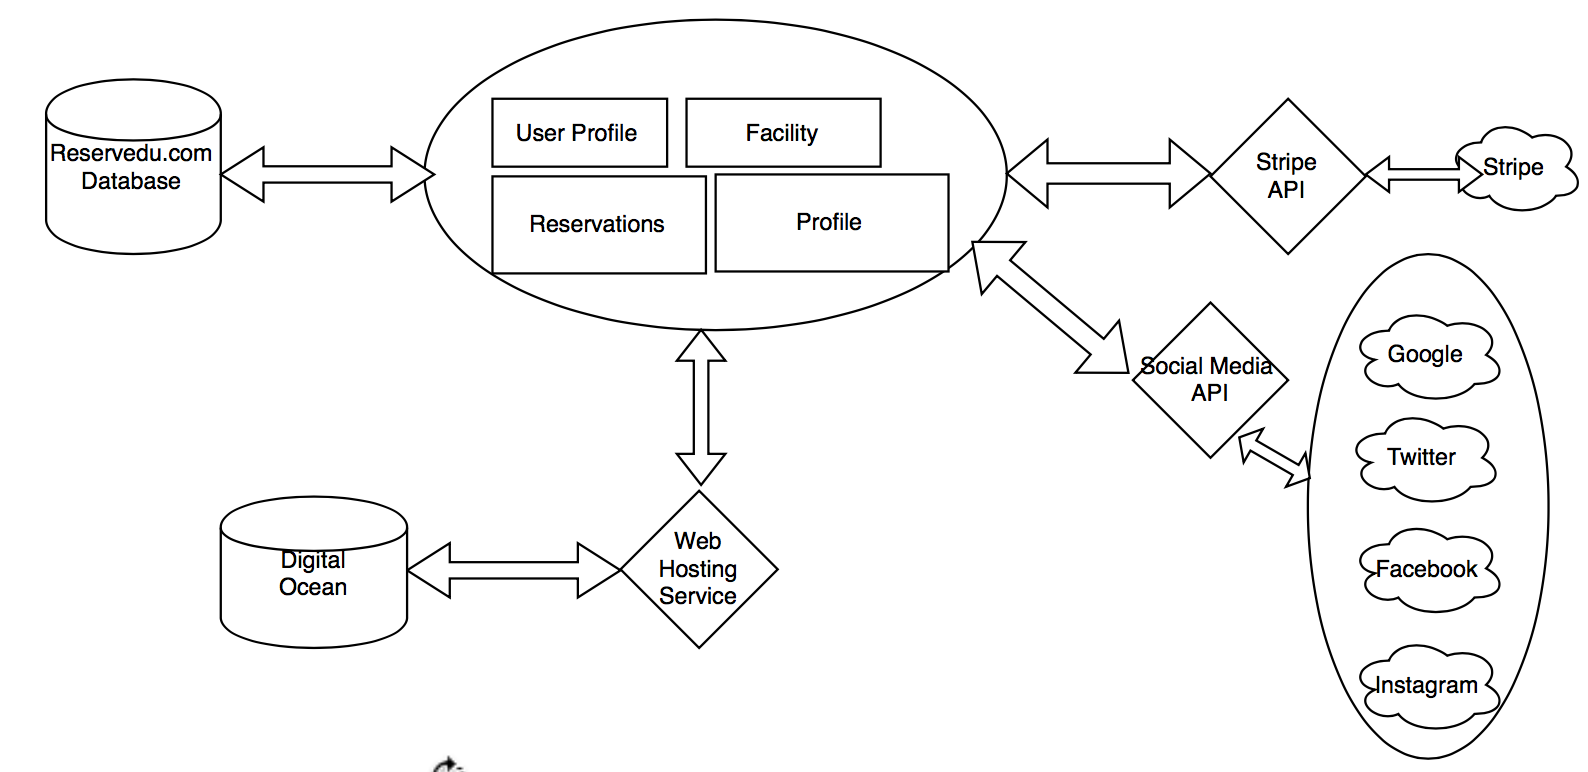 Reservedu.com
Database
User Profile
Facility
Reservations
Profile
Stripe
API
Stripe
Social Media
API
Google
Twitter
Facebook
Instagram
Web
Hosting
Service
Digital
Ocean